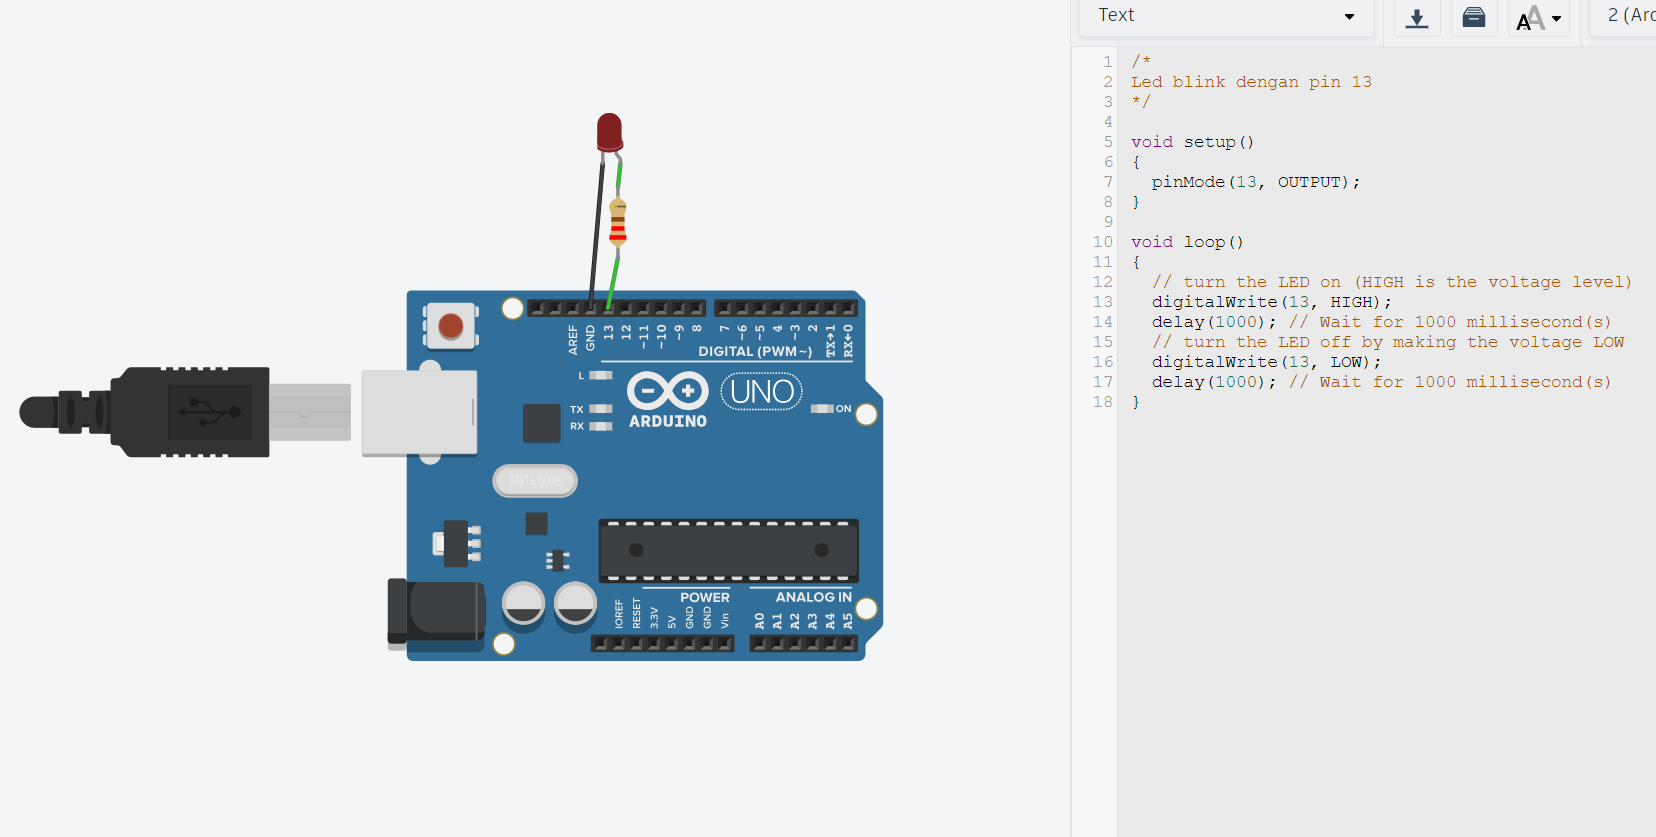 Text
2 (Ard
1 /*
2 Led blink dengan pin 13
3 */
4
5 void setup()
6 {
7 pinMode(13, OUTPUT);
8 }
9
10 void loop()
11 {
12 // turn the LED on (HIGH is the voltage level)
13 digitalWrite(13, HIGH);
14 delay(1000); // Wait for 1000 millisecond(s)
15 // turn the LED off by making the voltage LOW
16 digitalWrite(13, LOW);
17 delay(1000); // Wait for 1000 millisecond(s)
18 }
AREF GND 13 12 ~11 ~10 ~9 8 7 ~6 ~5 4 ~3 2 TX→1 RX←0
DIGITAL (PWM~)
L
TX
RX
ARDUINO
UNO
ON
SPK16.000G
POWER
ANALOG IN
IOREF RESET 3.3V 5V GND GND Vin A0 A1 A2 A3 A4 A5